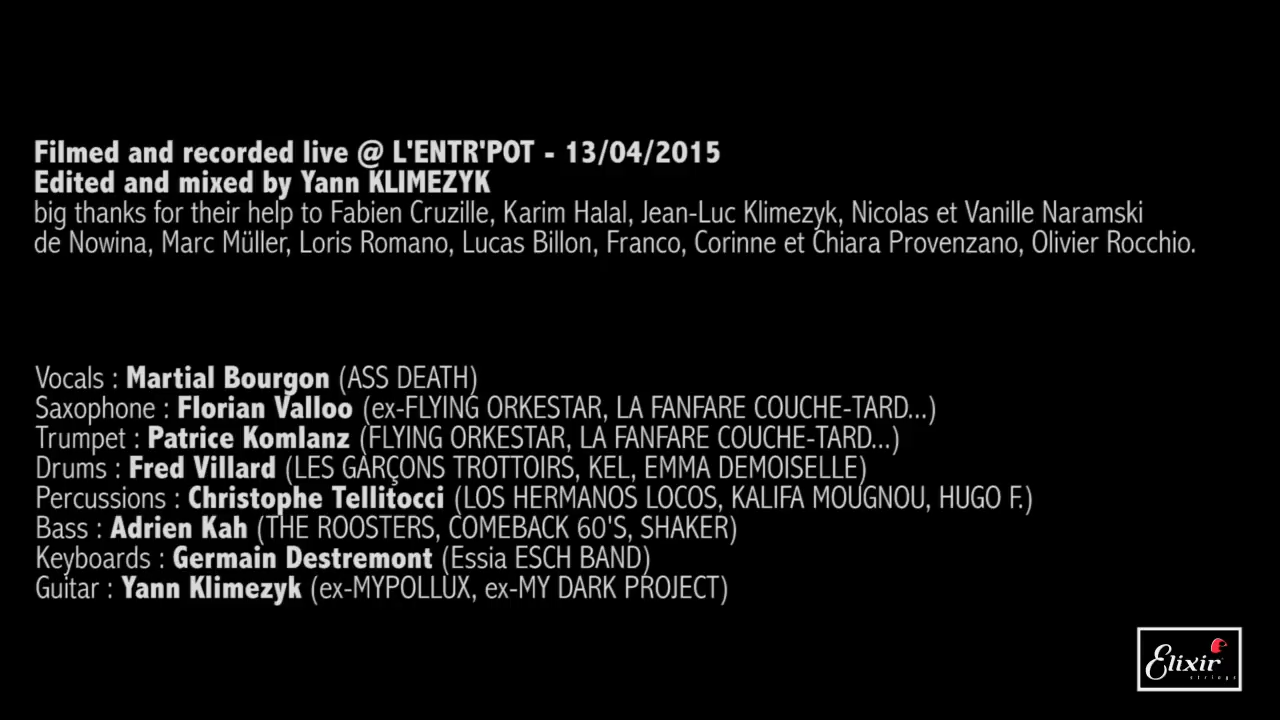 Filmed and recorded live @ L'ENTR'POT - 13/04/2015
Edited and mixed by Yann KLIMEZYK
big thanks for their help to Fabien Cruzille, Karim Halal, Jean-Luc Klimezyk, Nicolas et Vanille Naramski
de Nowina, Marc Müller, Loris Romano, Lucas Billon, Franco, Corinne et Chiara Provenzano, Olivier Rocchio.
Vocals : Martial Bourgon (ASS DEATH)
Saxophone : Florian Valloo (ex-FLYING ORKESTAR, LA FANFARE COUCHE-TARD...)
Trumpet : Patrice Komlanz (FLYING ORKESTAR, LA FANFARE COUCHE-TARD...)
Drums : Fred Villard (LES GARÇONS TROTTOIRS, KEL, EMMA DEMOISELLE)
Percussions : Christophe Tellitocci (LOS HERMANOS LOCOS, KALIFA MOUGNOU, HUGO F.)
Bass : Adrien Kah (THE ROOSTERS, COMEBACK 60'S, SHAKER)
Keyboards : Germain Destremont (Essia ESCH BAND)
Guitar : Yann Klimezyk (ex-MYPOLLUX, ex-MY DARK PROJECT)
Elixir
strings